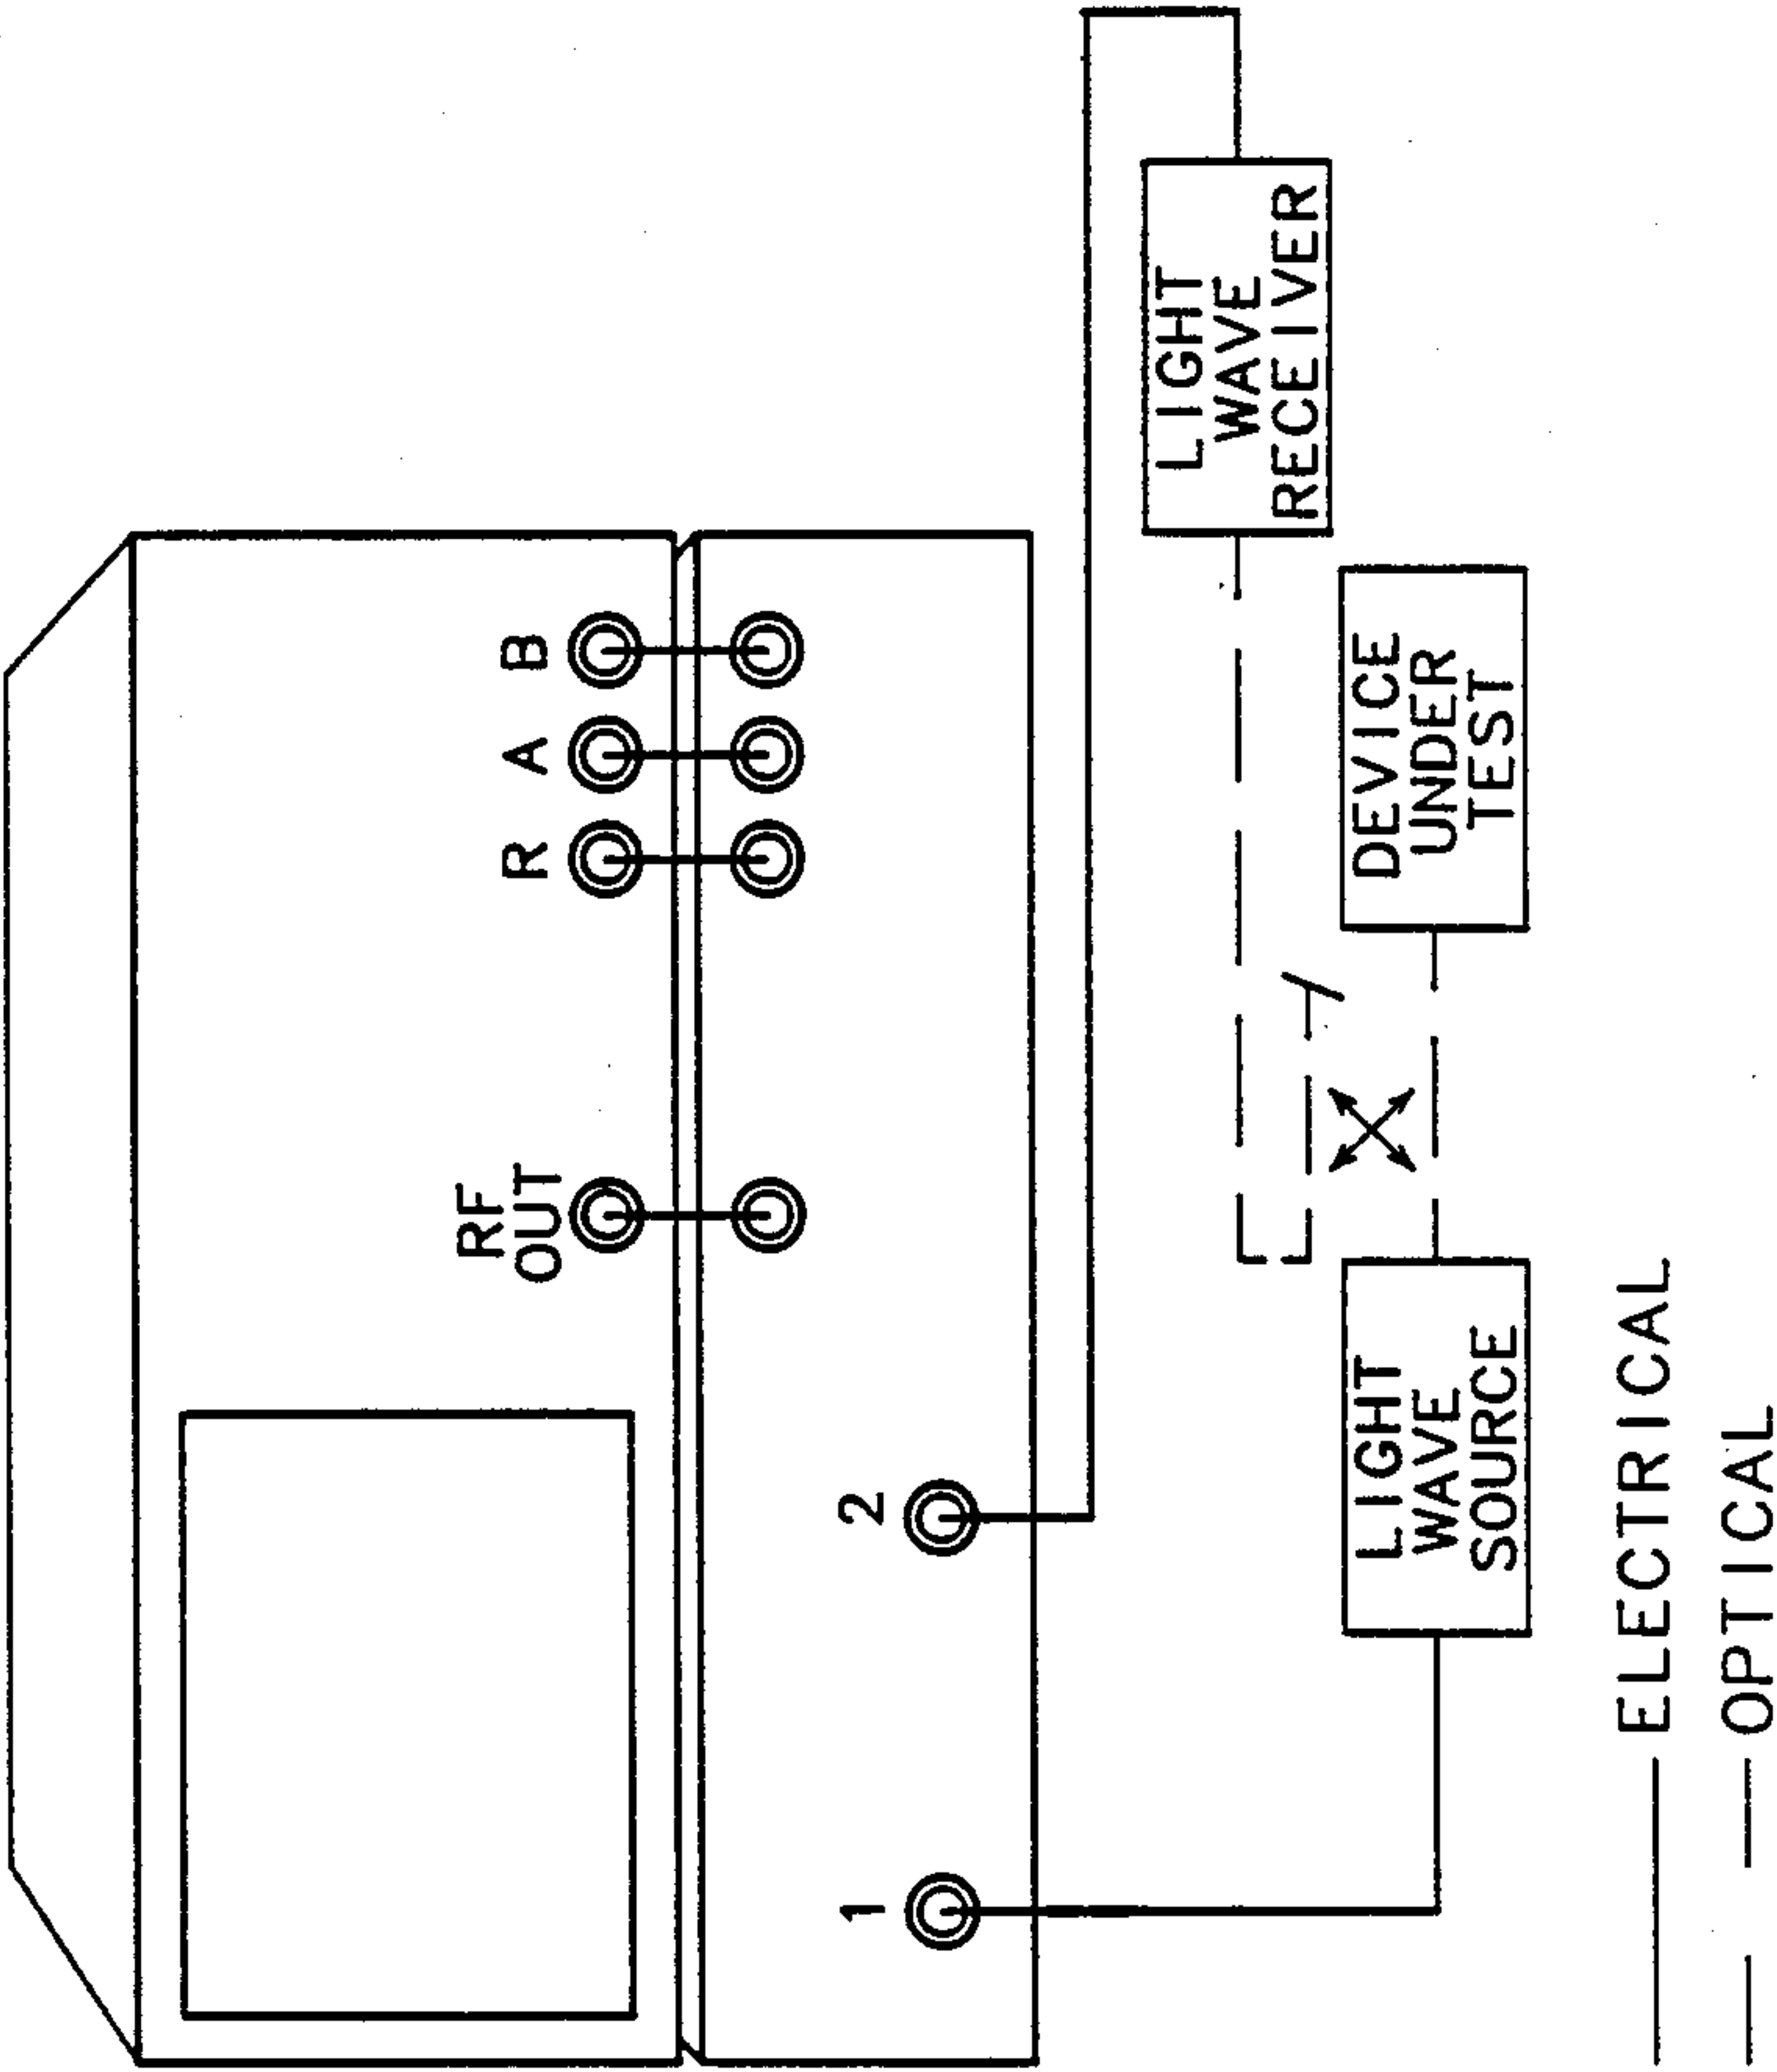 RF
OUT
R
A
B
1
2
LIGHT
WAVE
RECEIVER
LIGHT
WAVE
SOURCE
DEVICE
UNDER
TEST
ELECTRICAL
OPTICAL